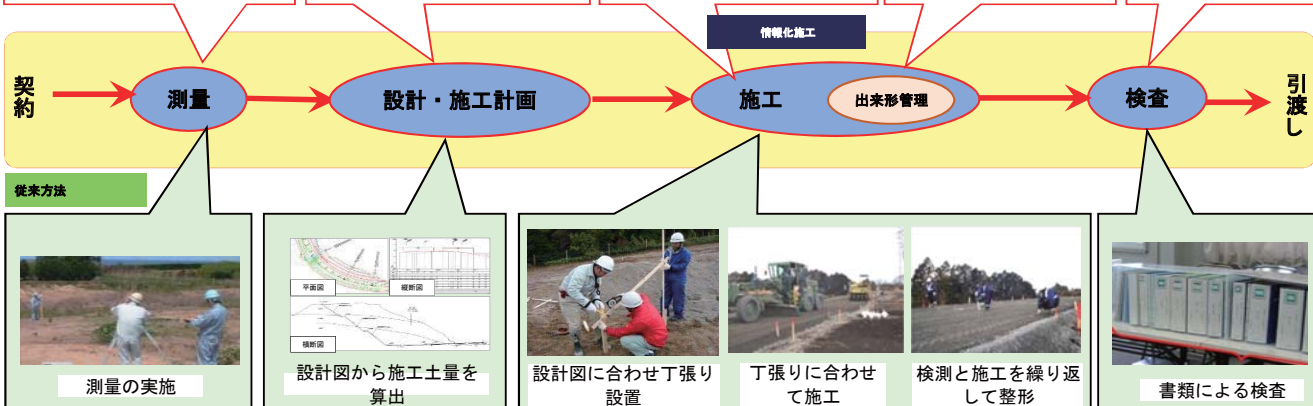 情報化施工
契約
測量
設計・施工計画
施工
出来形管理
検査
引渡し
従来方法
測量の実施
平面図
縦断図
横断図
設計図から施工土量を
算出
設計図に合わせ丁張り
設置
丁張りに合わせ
て施工
検測と施工を繰り返
して整形
書類による検査